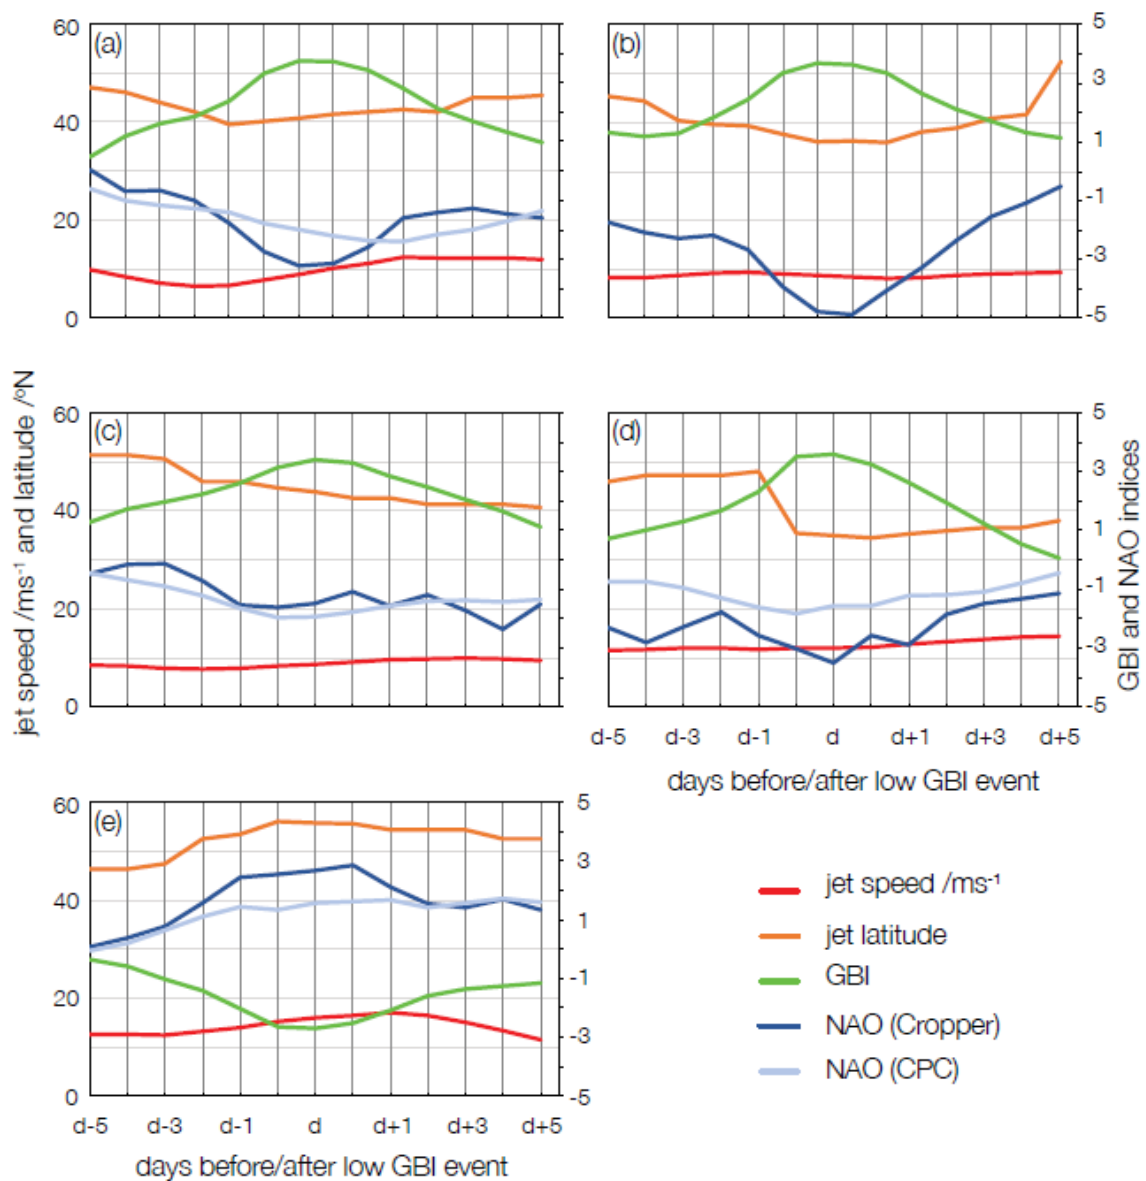 60
40
20
0
(a)
(b)
5
3
1
-1
-3
-5
jet speed /ms⁻¹ and latitude /ºN
60
40
20
0
(c)
(d)
5
3
1
-1
-3
-5
GBI and NAO indices
d-5 d-3 d-1 d d+1 d+3 d+5
days before/after low GBI event
60
40
20
0
(e)
5
3
1
-1
-3
-5
d-5 d-3 d-1 d d+1 d+3 d+5
days before/after low GBI event
jet speed /ms⁻¹
jet latitude
GBI
NAO (Cropper)
NAO (CPC)